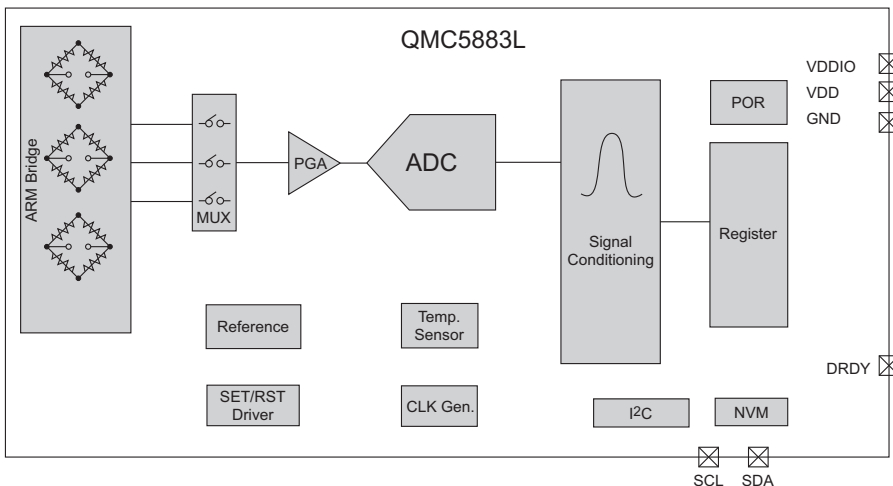 QMC5883L
ARM Bridge
MUX
PGA
ADC
Signal
Conditioning
POR
Register
VDDIO
VDD
GND
Reference
Temp.
Sensor
DRDY
SET/RST
Driver
CLK Gen.
I²C
NVM
SCL
SDA